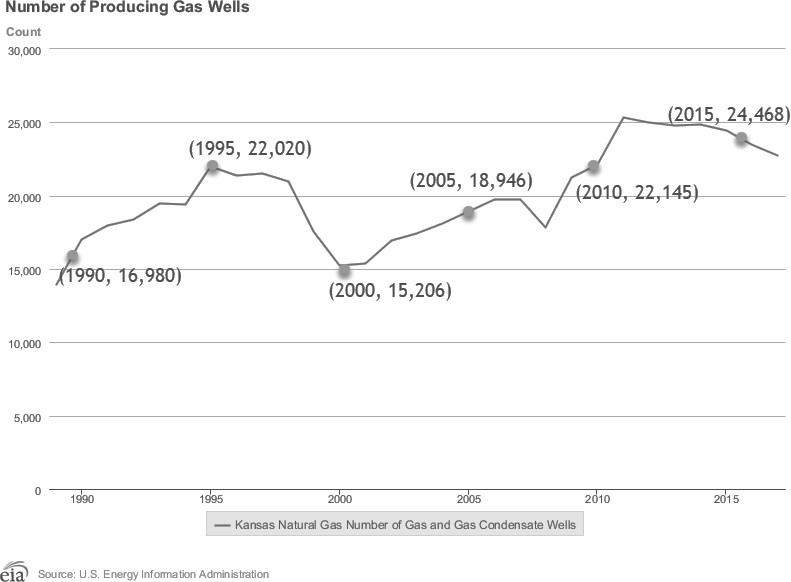 Number of Producing Gas Wells
Count
30,000
(2015, 24,468)
25,000
(1995, 22,020)
(2005, 18,946)
(2010, 22,145)
20,000
(1990, 16,980)
15,000
(2000, 15,206)
10,000
5,000
0
1990 1995 2000 2005 2010 2015
Kansas Natural Gas Number of Gas and Gas Condensate Wells
eia Source: U.S. Energy Information Administration